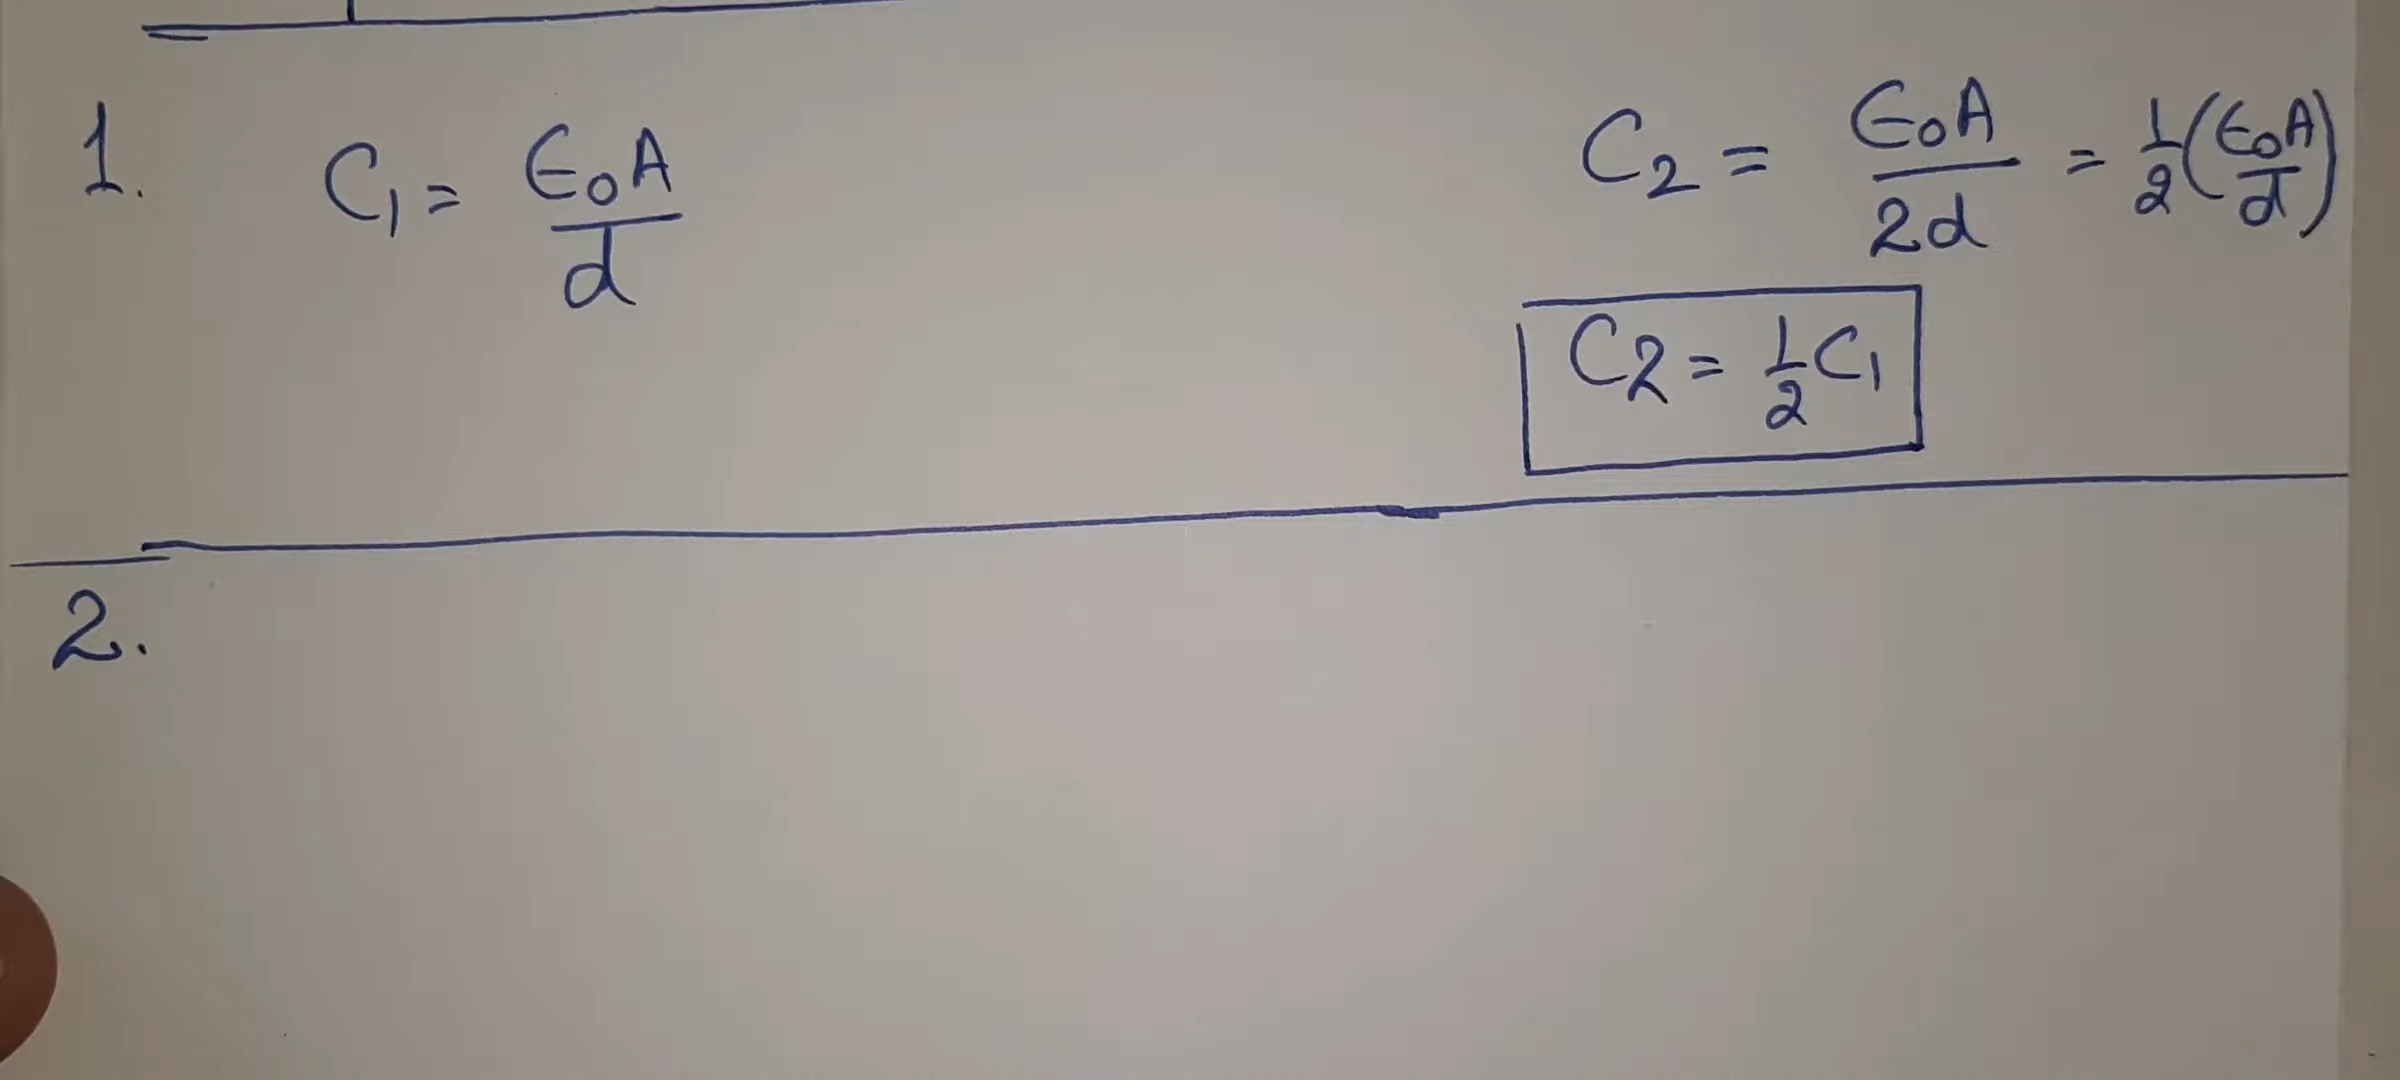 1. C₁ = ϵ₀A/d C₂ = ϵ₀A/2d = 1/2(ϵ₀A/d)
C₂ = 1/2 C₁
2.